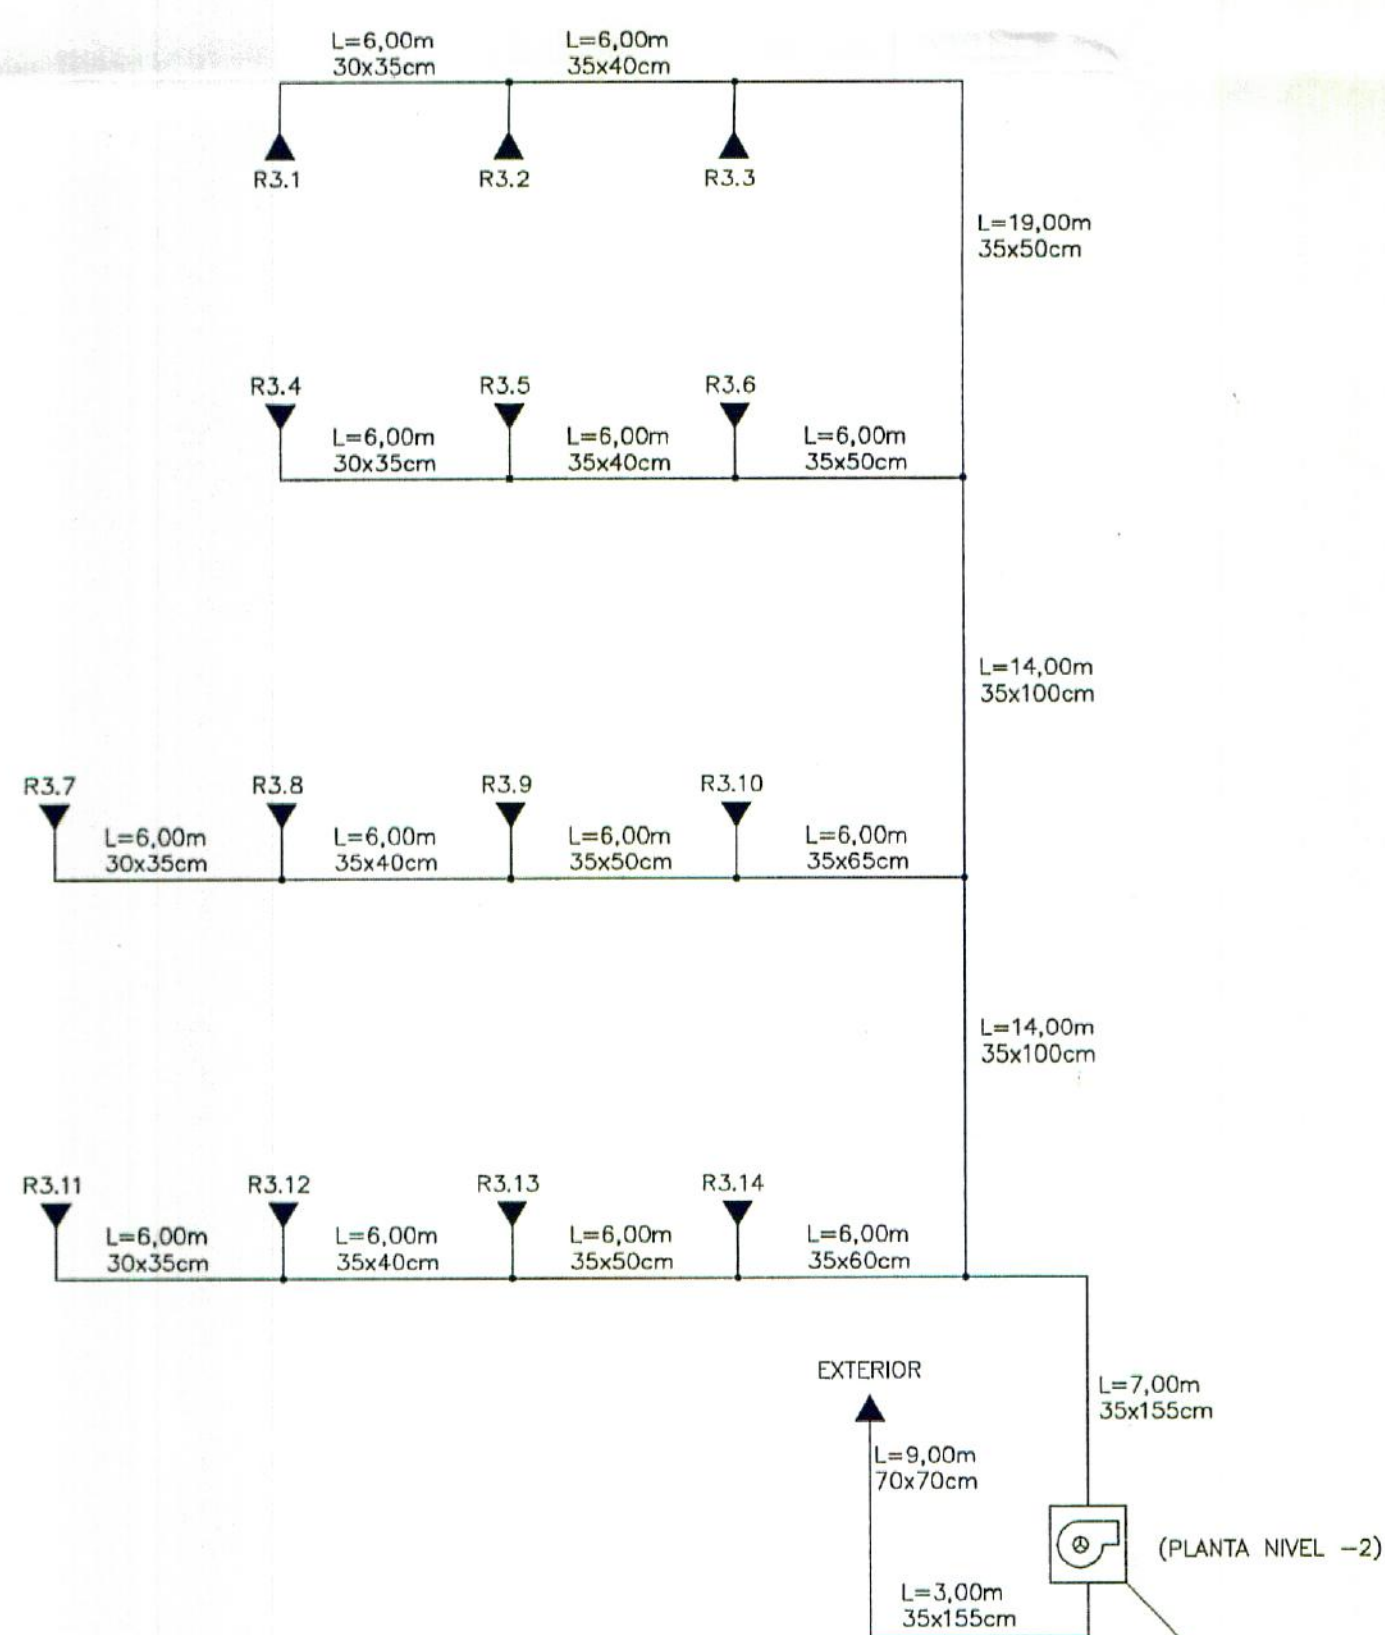 L=6,00m
30x35cm
L=6,00m
35x40cm
R3.1
R3.2
R3.3
L=19,00m
35x50cm
R3.4
R3.5
R3.6
L=6,00m
30x35cm
L=6,00m
35x40cm
L=6,00m
35x50cm
L=14,00m
35x100cm
R3.7
R3.8
R3.9
R3.10
L=6,00m
30x35cm
L=6,00m
35x40cm
L=6,00m
35x50cm
L=6,00m
35x65cm
L=14,00m
35x100cm
R3.11
R3.12
R3.13
R3.14
L=6,00m
30x35cm
L=6,00m
35x40cm
L=6,00m
35x50cm
L=6,00m
35x60cm
EXTERIOR
L=7,00m
35x155cm
L=9,00m
70x70cm
(PLANTA NIVEL -2)
L=3,00m
35x155cm